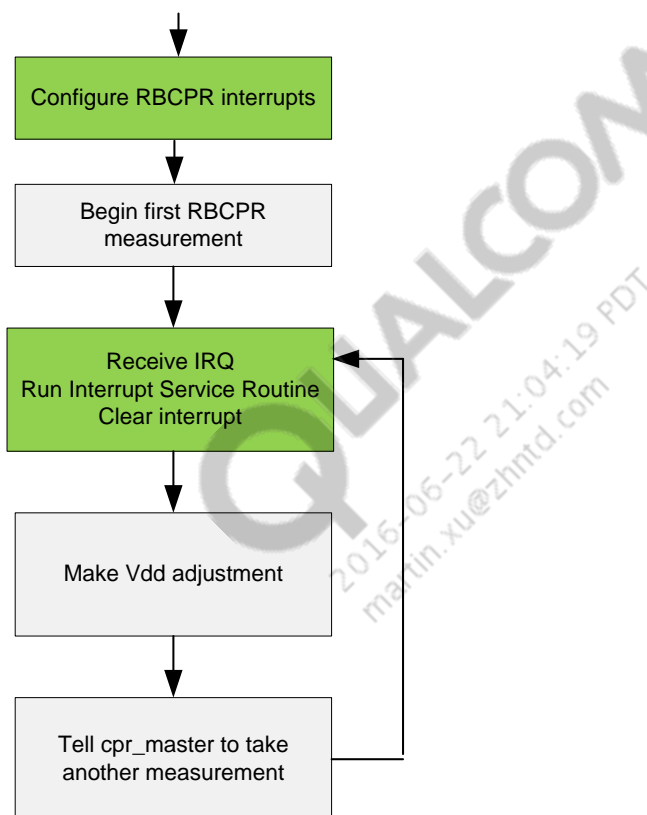 Configure RBCPR interrupts
Begin first RBCPR
measurement
Receive IRQ
Run Interrupt Service Routine
Clear interrupt
Make Vdd adjustment
Tell cpr_master to take
another measurement
QUALCOM
2016-06-22 21:04:19 PDT
martin.xu@zhntd.com